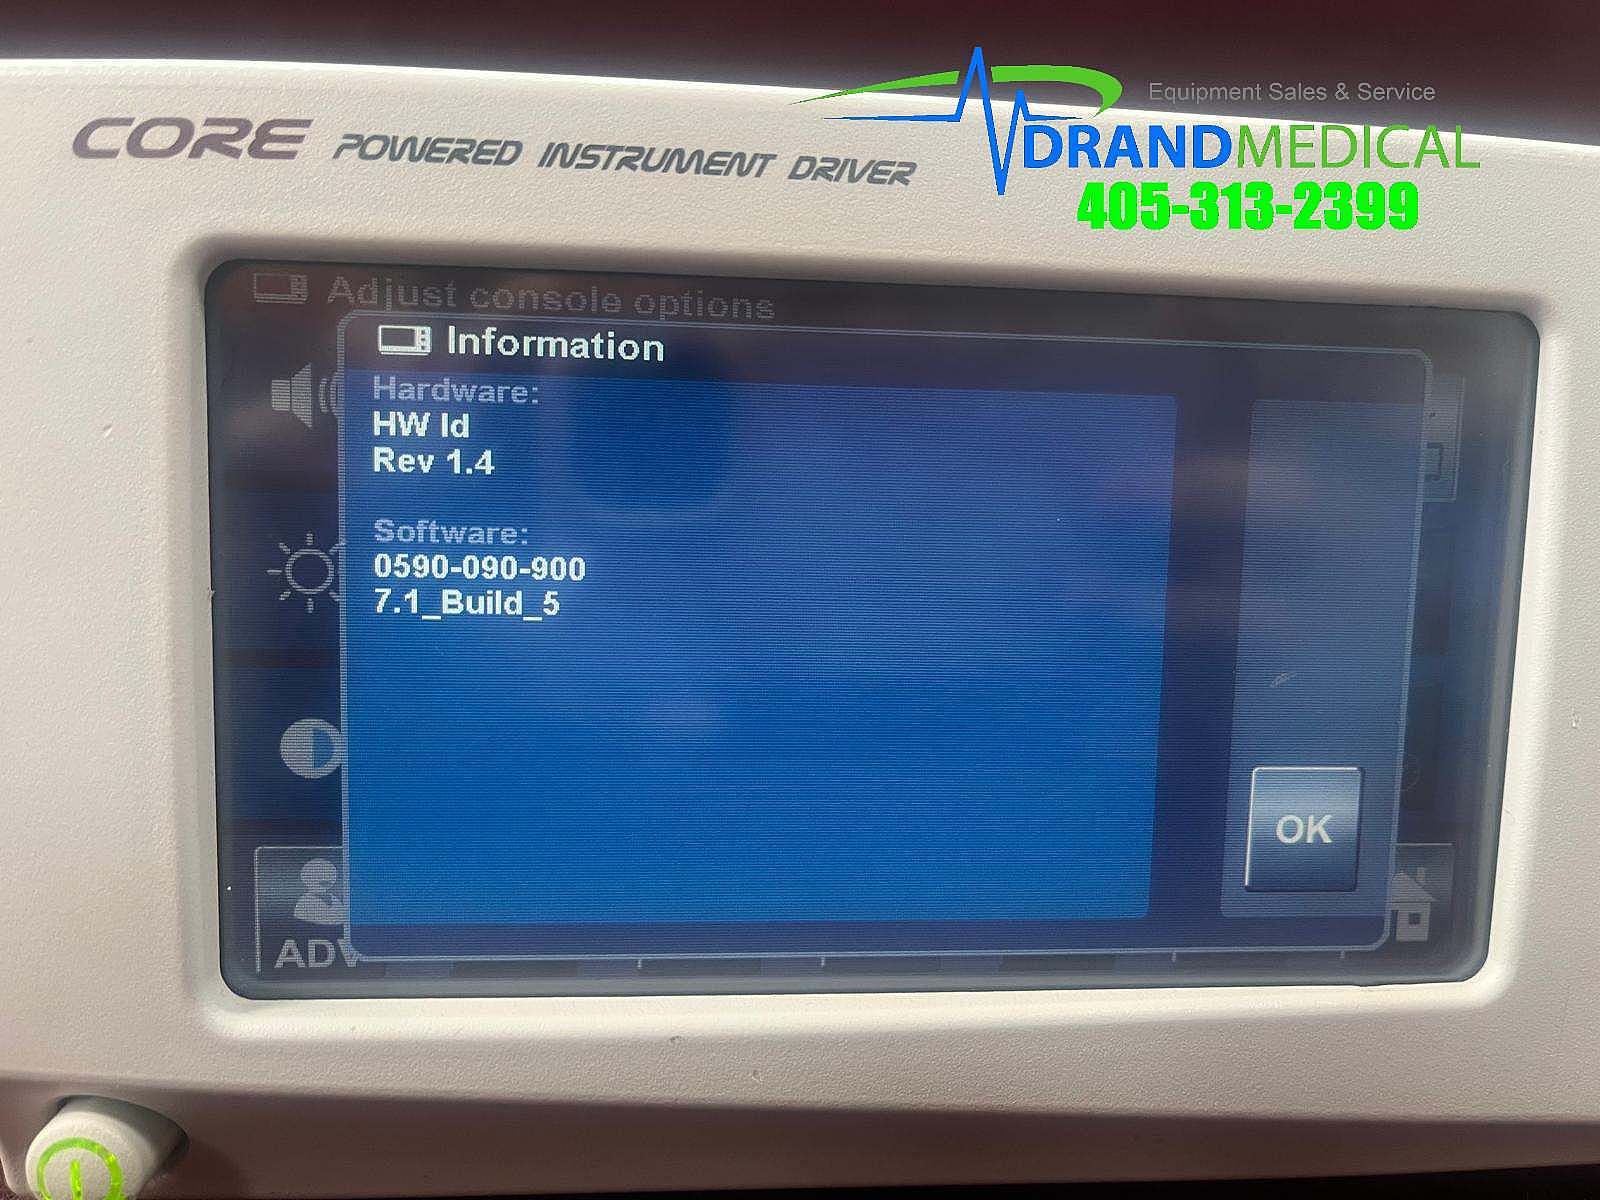 Equipment Sales & Service
DRANDMEDICAL
405-313-2399
CORE POWERED INSTRUMENT DRIVER
Adjust console options
Information
Hardware:
HW Id
Rev 1.4
Software:
0590-090-900
7.1_Build_5
OK
ADV